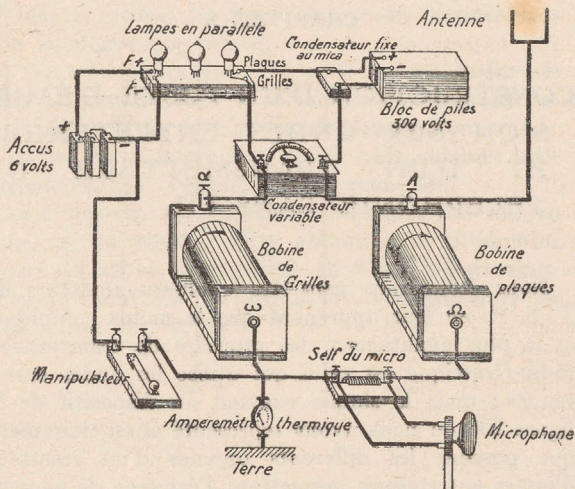 Antenne
Lampes en parallèle
Condensateur fixe
au mica
F+
F-
Plaques
Grilles
+
-
Bloc de piles
300 volts
+
-
Accus
6 volts
Condensateur
variable
R
A
Bobine
de
Grilles
Bobine
de
plaques
Ω
Self du micro
Manipulateur
Amperemètre thermique
Microphone
Terre